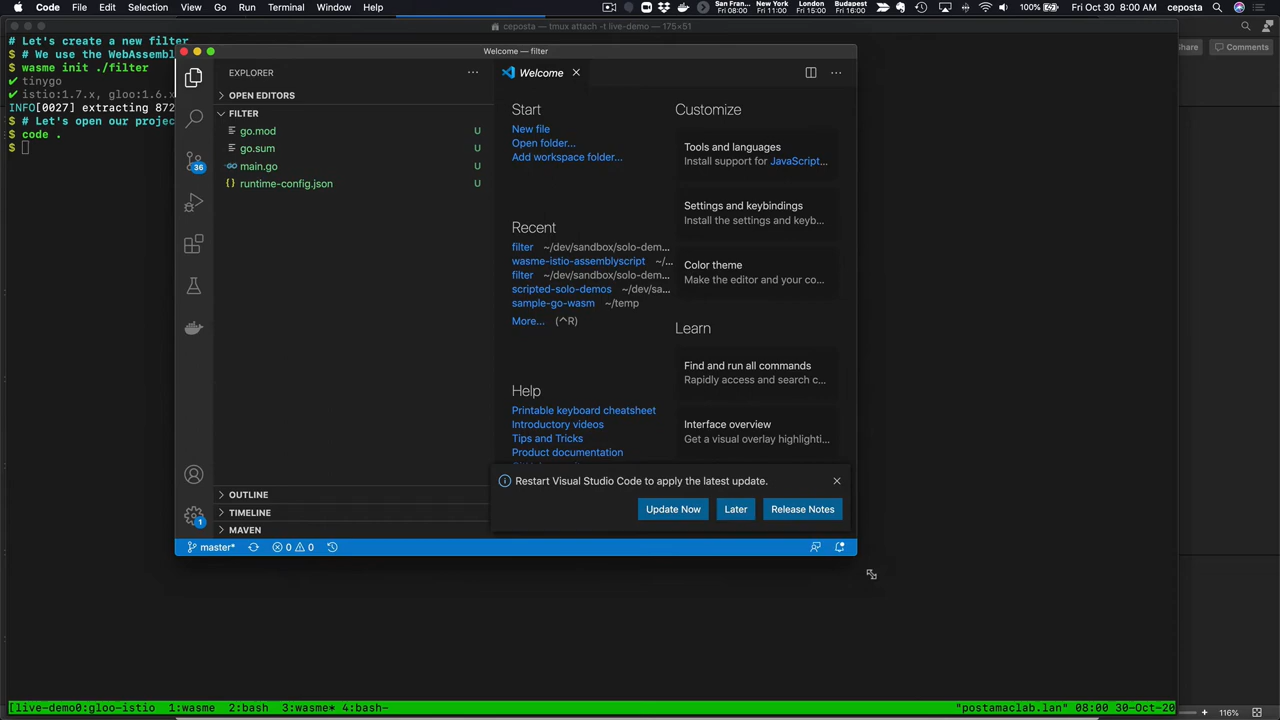 Code File Edit Selection View Go Run Terminal Window Help
San Fran... Fri 08:00 New York Fri 11:00 London Fri 15:00 Budapest Fri 16:00 100% Fri Oct 30 8:00 AM ceposta
ceposta — tmux attach -t live-demo — 175×51
Share Comments
# Let's create a new filter
$ # We use the WebAssembl
$ wasme init ./filter
✔ tinygo
✔ istio:1.7.x, gloo:1.6.x
INFO[0027] extracting 872
$ # Let's open our projec
$ code .
$
Welcome — filter
EXPLORER ...
OPEN EDITORS
FILTER
go.mod U
go.sum U
main.go U
{} runtime-config.json U
36
1
OUTLINE
TIMELINE
MAVEN
Welcome
Start
New file
Open folder...
Add workspace folder...
Recent
filter ~/dev/sandbox/solo-dem...
wasme-istio-assemblyscript ~/...
filter ~/dev/sandbox/solo-dem...
scripted-solo-demos ~/dev/sa...
sample-go-wasm ~/temp
More... (^R)
Help
Printable keyboard cheatsheet
Introductory videos
Tips and Tricks
Product documentation
Customize
Tools and languages
Install support for JavaScript...
Settings and keybindings
Install the settings and keyb...
Color theme
Make the editor and your co...
Learn
Find and run all commands
Rapidly access and search c...
Interface overview
Get a visual overlay highlighti...
Restart Visual Studio Code to apply the latest update.
Update Now Later Release Notes
master* 0 0
[live-demo0:gloo-istio 1:wasme 2:bash 3:wasme* 4:bash- "postamaclab.lan" 08:00 30-Oct-20
116%